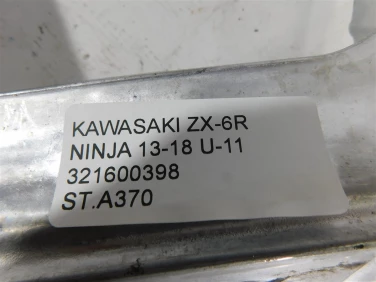 KAWASAKI ZX-6R
NINJA 13-18 U-11
321600398
ST.A370